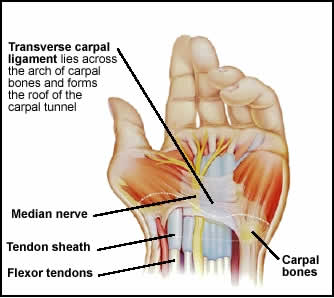 Transverse carpal
ligament lies across
the arch of carpal
bones and forms
the roof of the
carpal tunnel
Median nerve
Tendon sheath
Flexor tendons
Carpal
bones